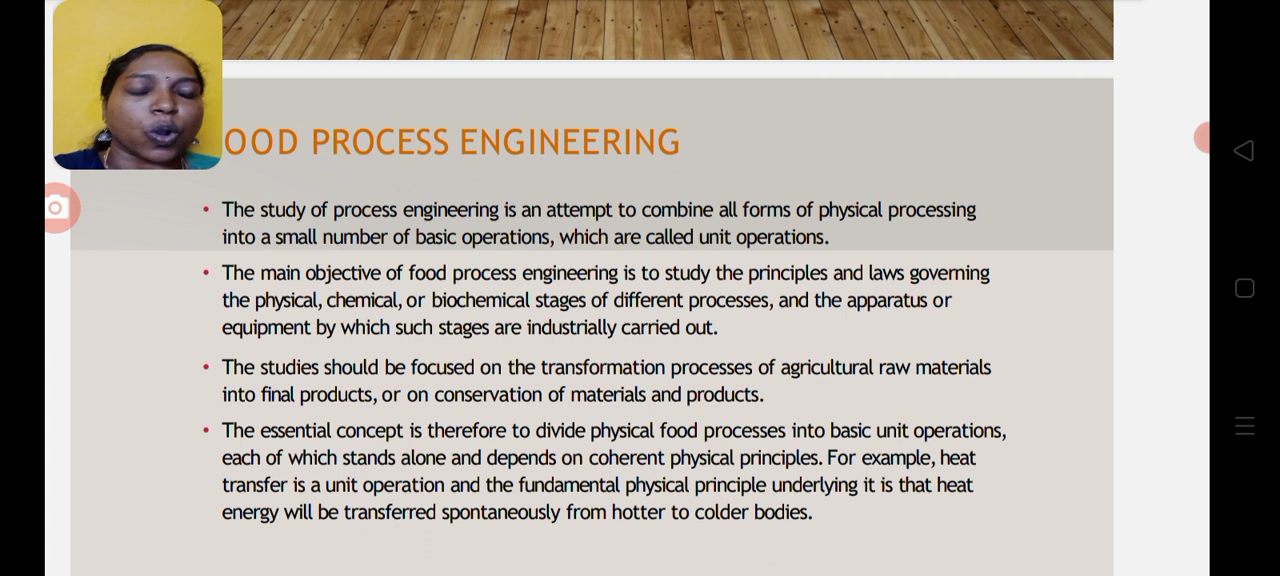 OOD PROCESS ENGINEERING
• The study of process engineering is an attempt to combine all forms of physical processing
into a small number of basic operations, which are called unit operations.
• The main objective of food process engineering is to study the principles and laws governing
the physical, chemical, or biochemical stages of different processes, and the apparatus or
equipment by which such stages are industrially carried out.
• The studies should be focused on the transformation processes of agricultural raw materials
into final products, or on conservation of materials and products.
• The essential concept is therefore to divide physical food processes into basic unit operations,
each of which stands alone and depends on coherent physical principles. For example, heat
transfer is a unit operation and the fundamental physical principle underlying it is that heat
energy will be transferred spontaneously from hotter to colder bodies.